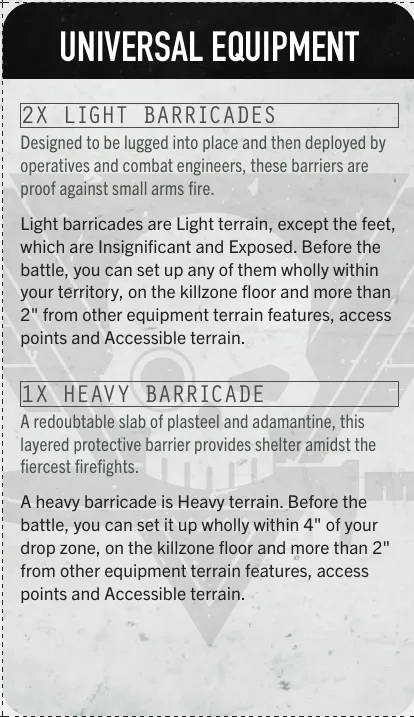 UNIVERSAL EQUIPMENT
2X LIGHT BARRICADES
Designed to be lugged into place and then deployed by
operatives and combat engineers, these barriers are
proof against small arms fire.
Light barricades are Light terrain, except the feet,
which are Insignificant and Exposed. Before the
battle, you can set up any of them wholly within
your territory, on the killzone floor and more than
2" from other equipment terrain features, access
points and Accessible terrain.
1X HEAVY BARRICADE
A redoubtable slab of plasteel and adamantine, this
layered protective barrier provides shelter amidst the
fiercest firefights.
A heavy barricade is Heavy terrain. Before the
battle, you can set it up wholly within 4" of your
drop zone, on the killzone floor and more than 2"
from other equipment terrain features, access
points and Accessible terrain.